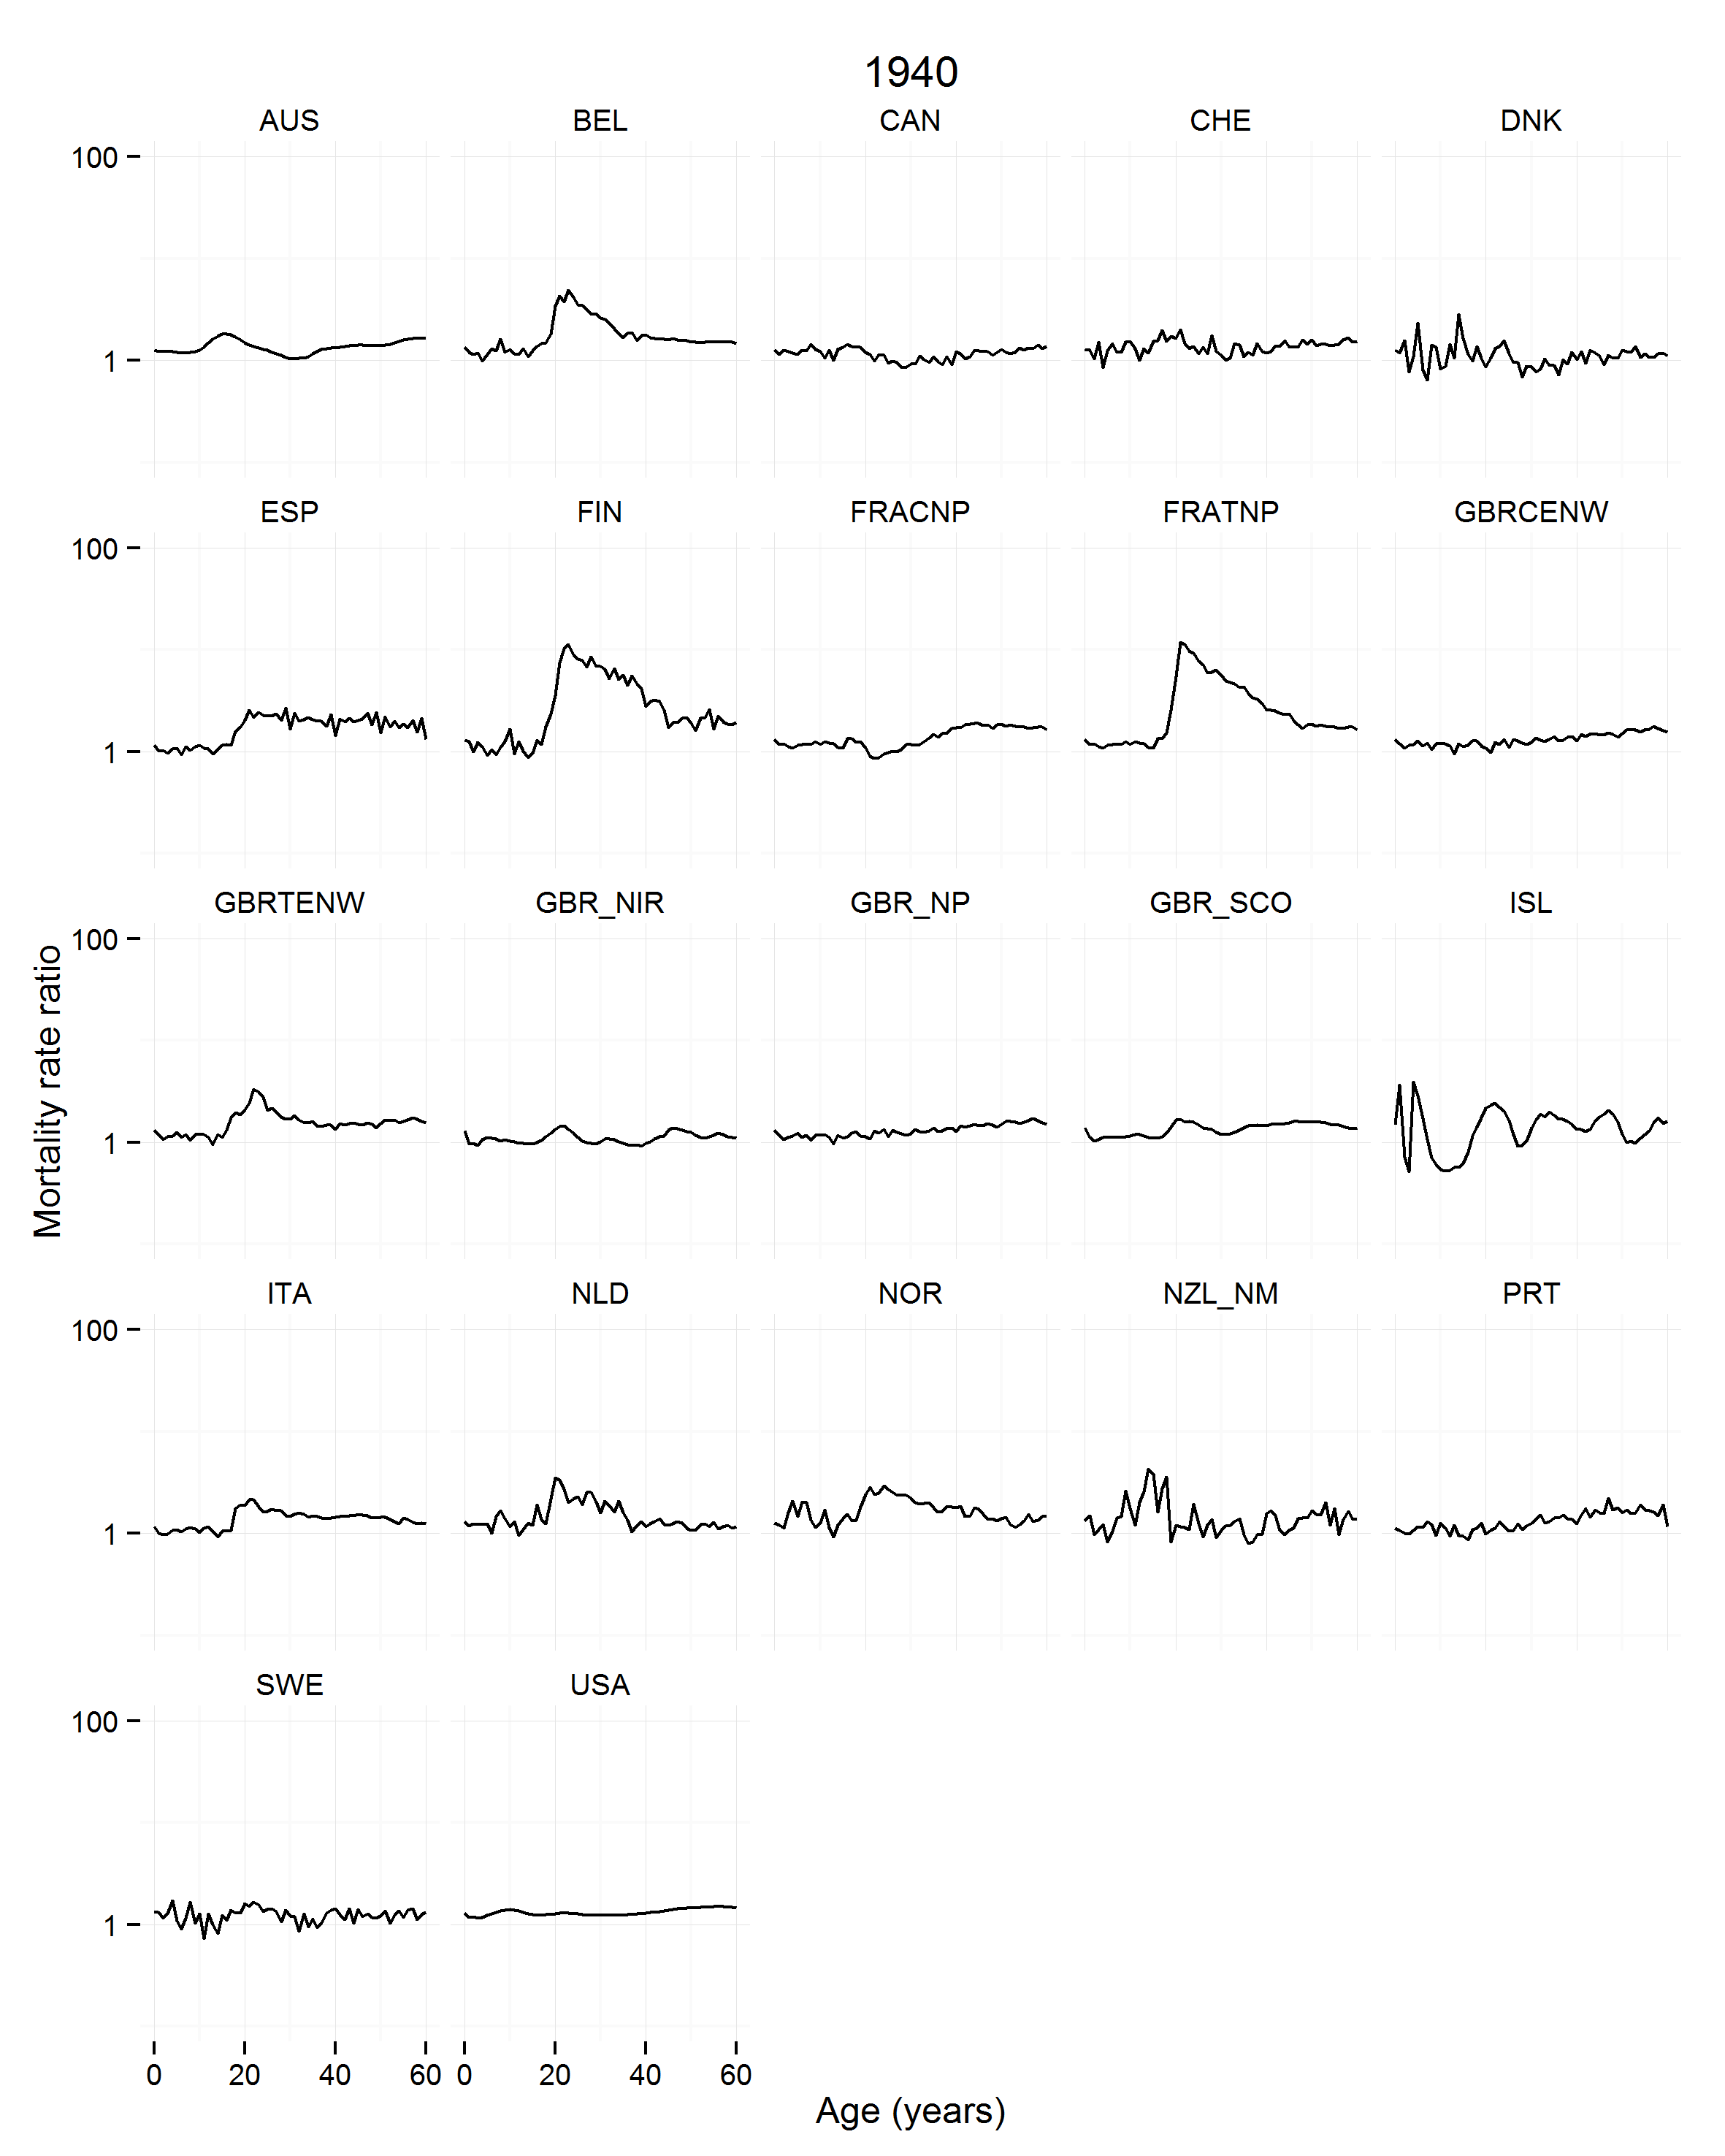 1940
AUS BEL CAN CHE DNK
100
1
ESP FIN FRACNP FRATNP GBRCENW
100
1
GBRTENW GBR_NIR GBR_NP GBR_SCO ISL
100
1
Mortality rate ratio
ITA NLD NOR NZL_NM PRT
100
1
SWE USA
100
1
0 20 40 60 0 20 40 60
Age (years)